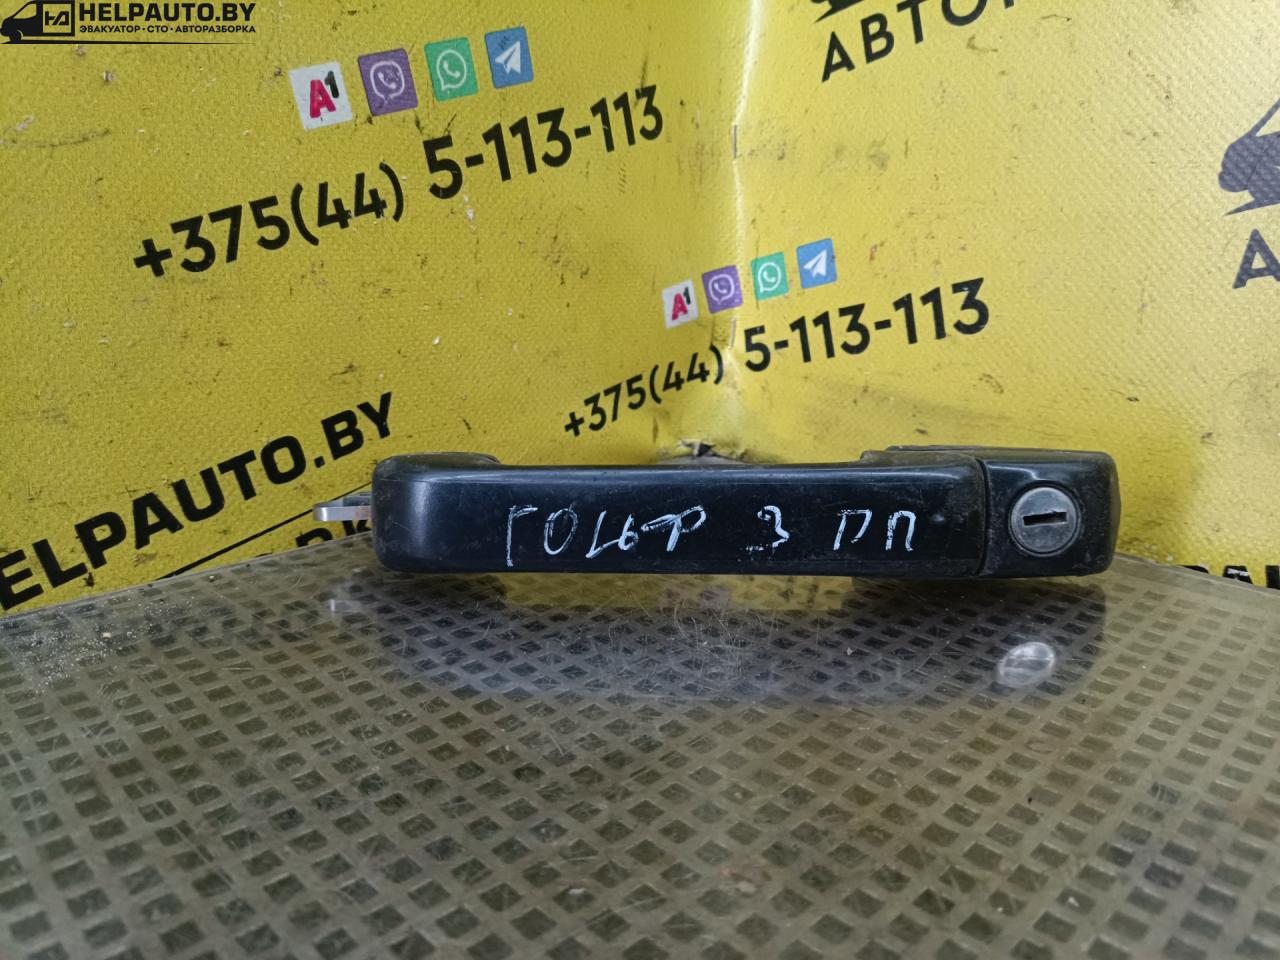 HELPAUTO.BY
ЭВАКУАТОР · СТО · АВТОРАЗБОРКА
A1
+375(44) 5-113-113
A1
+375(44) 5-113-113
HELPAUTO.BY
ГОЛЬФ 3 ПП